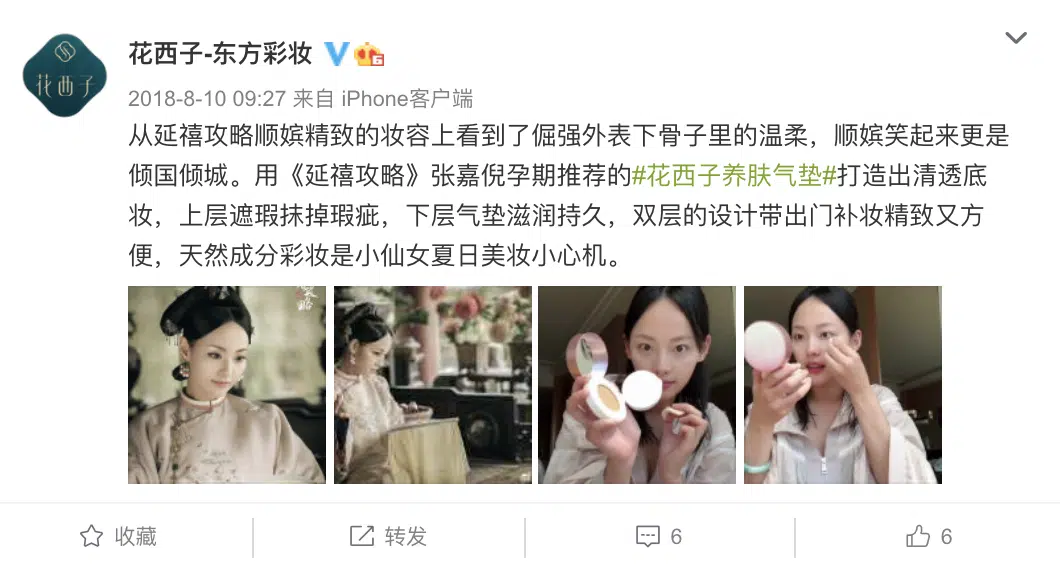 花西子-东方彩妆
花西子
2018-8-10 09:27 来自 iPhone客户端
从延禧攻略顺嫔精致的妆容上看到了倔强外表下骨子里的温柔，顺嫔笑起来更是
倾国倾城。用《延禧攻略》张嘉倪孕期推荐的#花西子养肤气垫#打造出清透底
妆，上层遮瑕抹掉瑕疵，下层气垫滋润持久，双层的设计带出门补妆精致又方
便，天然成分彩妆是小仙女夏日美妆小心机。
收藏
转发
6
6